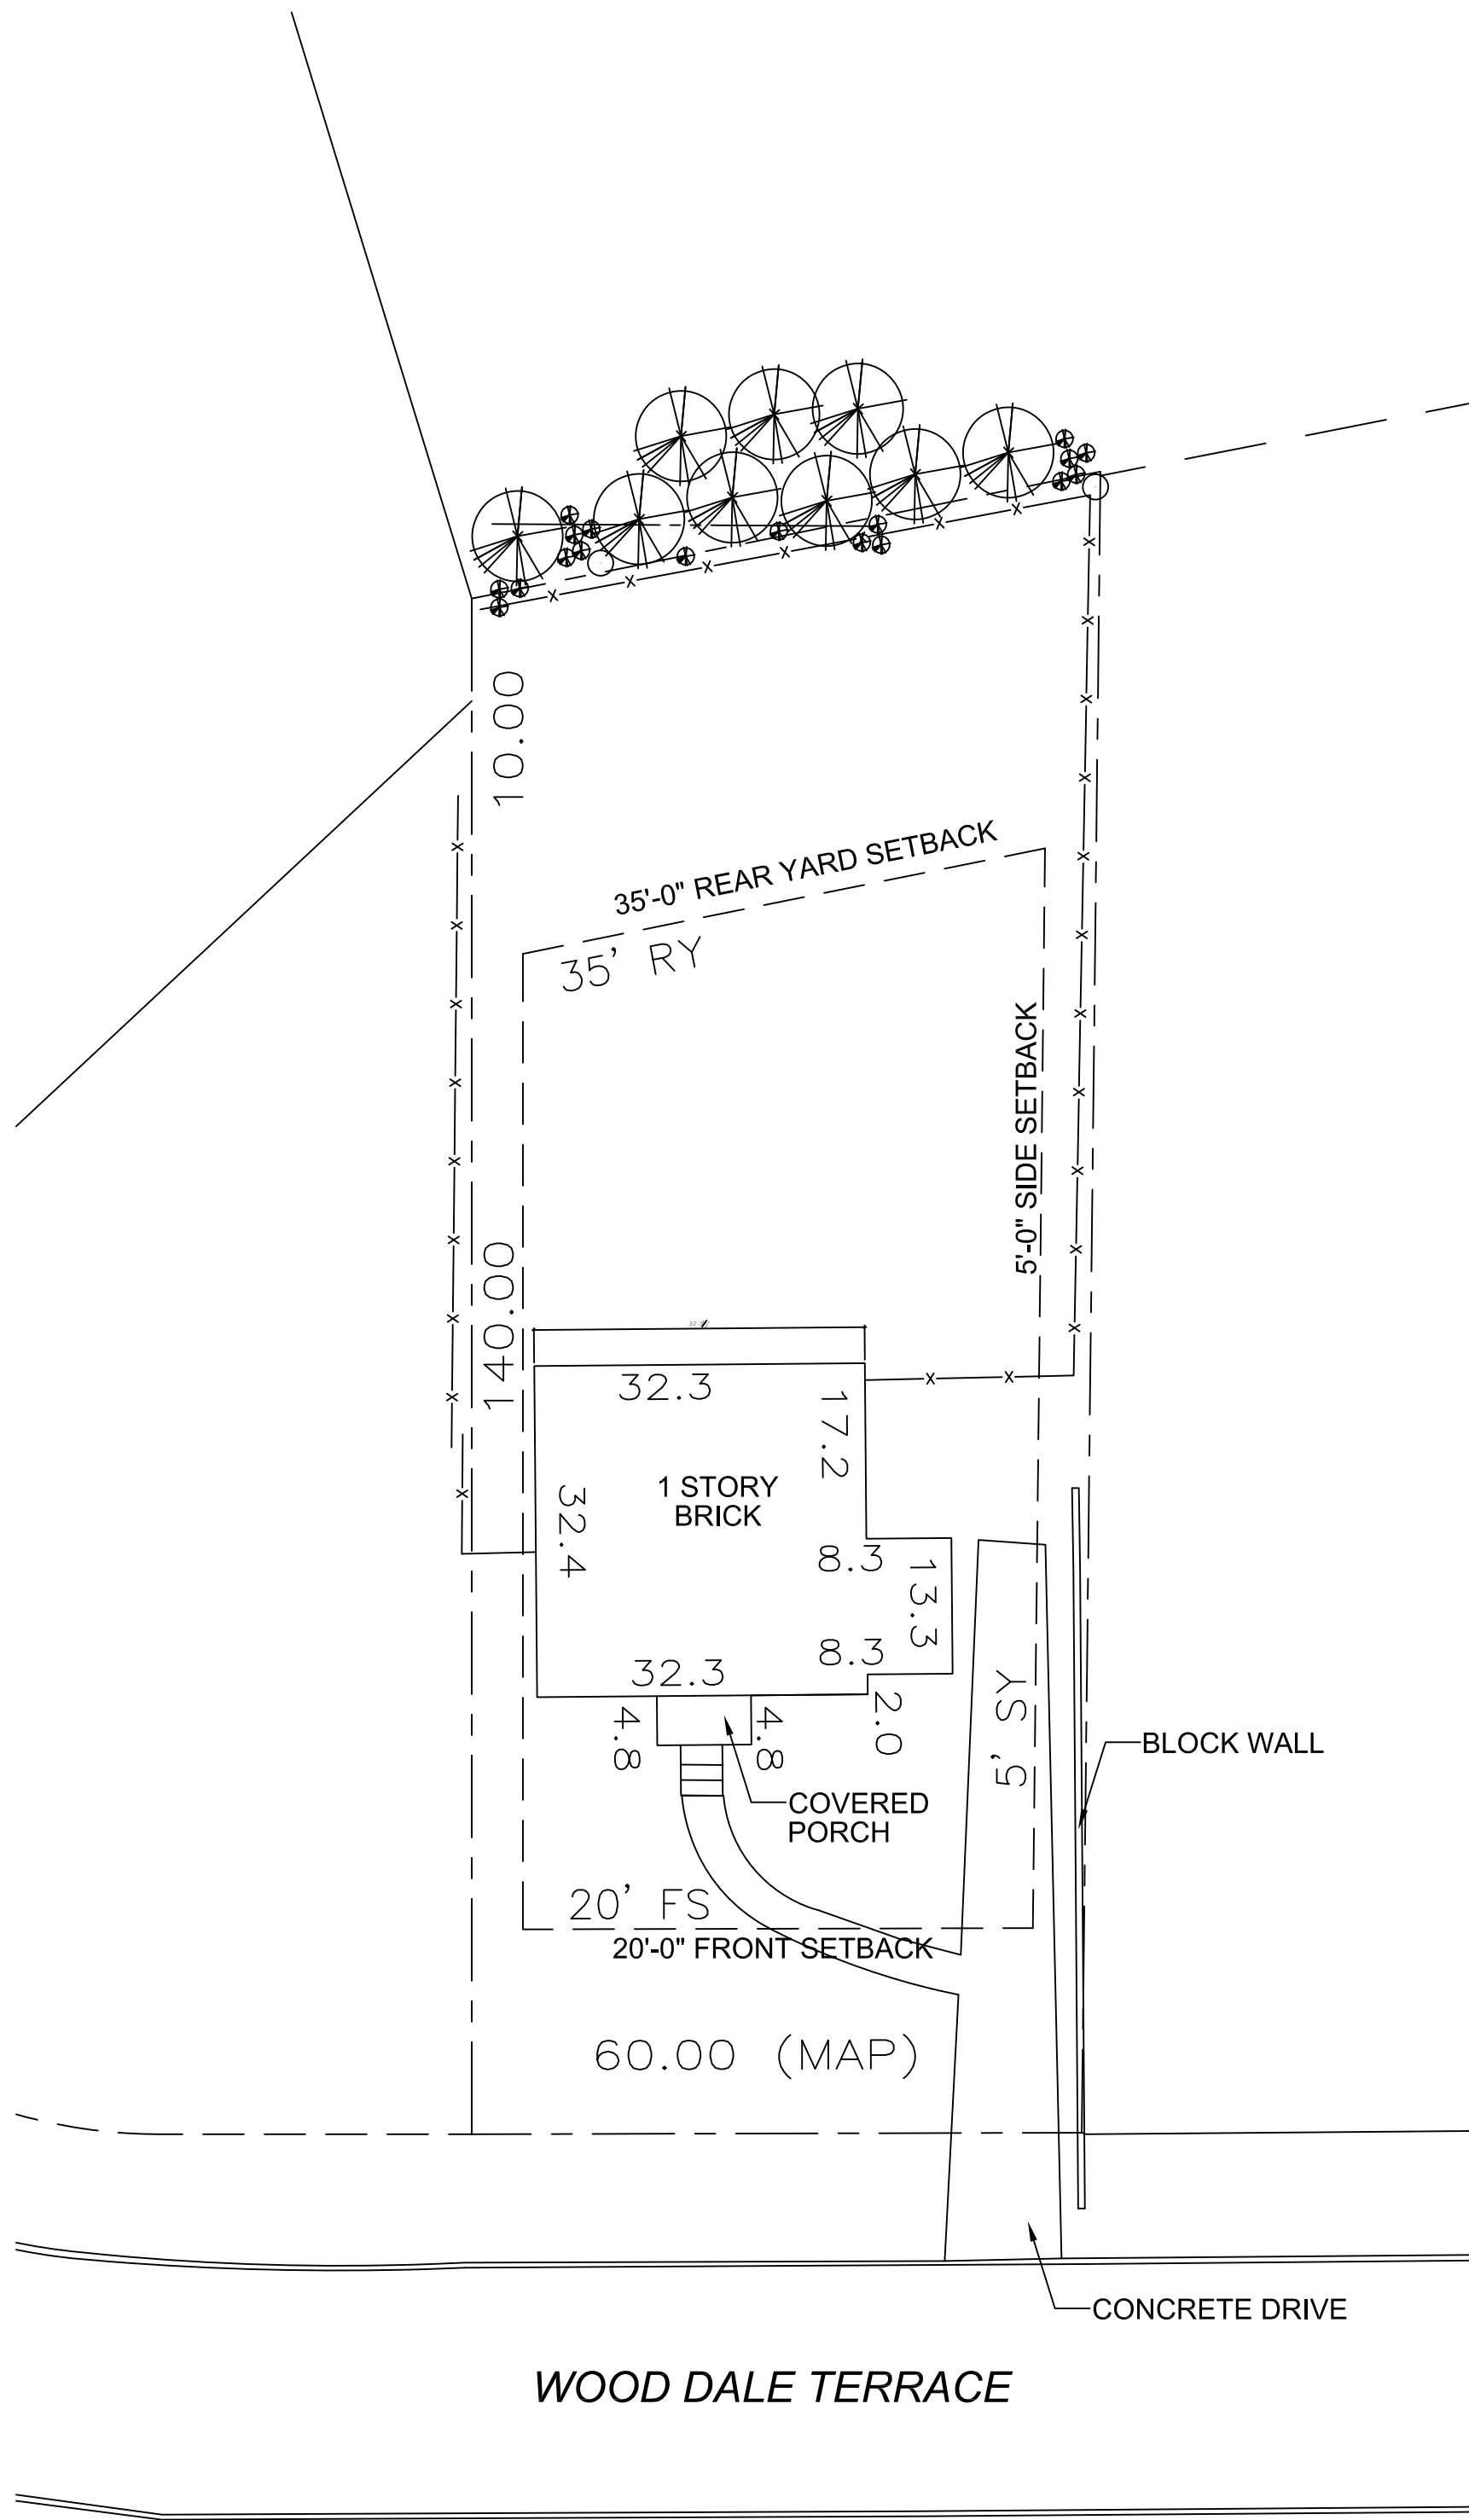 10.00
35'-0" REAR YARD SETBACK
35' RY
5'-0" SIDE SETBACK
140.00
32.3
17.2
1 STORY
BRICK
32.4
8.3
13.3
8.3
32.3
2.0
4.8
4.8
5' SY
BLOCK WALL
COVERED
PORCH
20' FS
20'-0" FRONT SETBACK
60.00 (MAP)
CONCRETE DRIVE
WOOD DALE TERRACE